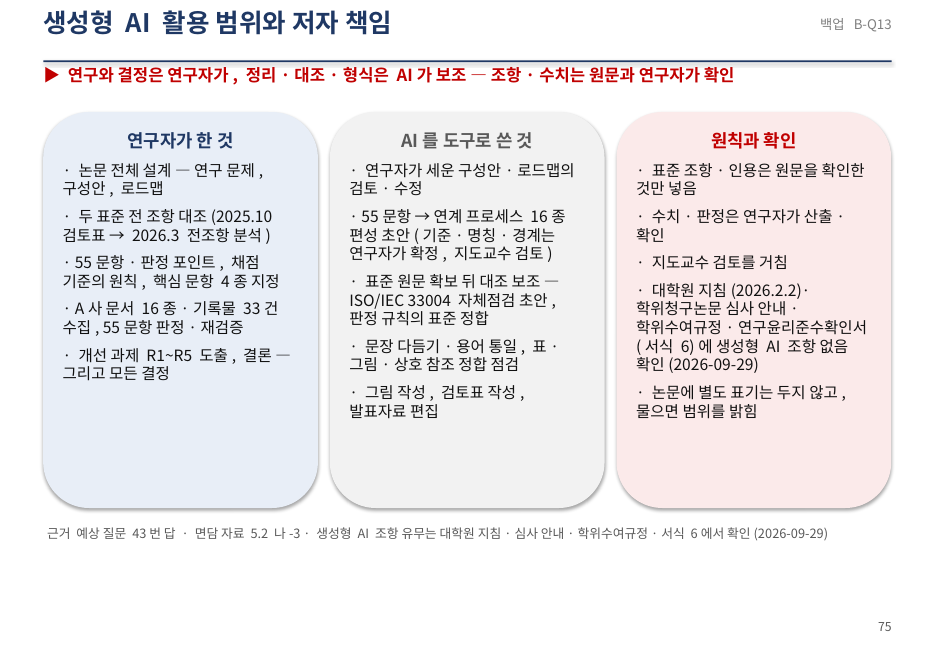 생성형 AI 활용 범위와 저자 책임
백업 B-Q13
▶ 연구와 결정은 연구자가 , 정리 · 대조 · 형식은 AI 가 보조 — 조항 · 수치는 원문과 연구자가 확인
연구자가 한 것
· 논문 전체 설계 — 연구 문제 ,
구성안 , 로드맵
· 두 표준 전 조항 대조 (2025.10
검토표 → 2026.3 전조항 분석 )
· 55 문항 · 판정 포인트 , 채점
기준의 원칙 , 핵심 문항 4 종 지정
· A 사 문서 16 종 · 기록물 33 건
수집 , 55 문항 판정 · 재검증
· 개선 과제 R1~R5 도출 , 결론 —
그리고 모든 결정
AI 를 도구로 쓴 것
· 연구자가 세운 구성안 · 로드맵의
검토 · 수정
· 55 문항 → 연계 프로세스 16 종
편성 초안 ( 기준 · 명칭 · 경계는
연구자가 확정 , 지도교수 검토 )
· 표준 원문 확보 뒤 대조 보조 —
ISO/IEC 33004 자체점검 초안 ,
판정 규칙의 표준 정합
· 문장 다듬기 · 용어 통일 , 표 ·
그림 · 상호 참조 정합 점검
· 그림 작성 , 검토표 작성 ,
발표자료 편집
원칙과 확인
· 표준 조항 · 인용은 원문을 확인한
것만 넣음
· 수치 · 판정은 연구자가 산출 ·
확인
· 지도교수 검토를 거침
· 대학원 지침 (2026.2.2) ·
학위청구논문 심사 안내 ·
학위수여규정 · 연구윤리준수확인서
( 서식 6) 에 생성형 AI 조항 없음
확인 (2026-09-29)
· 논문에 별도 표기는 두지 않고 ,
물으면 범위를 밝힘
근거 예상 질문 43 번 답 · 면담 자료 5.2 나 -3 · 생성형 AI 조항 유무는 대학원 지침 · 심사 안내 · 학위수여규정 · 서식 6 에서 확인 (2026-09-29)
75